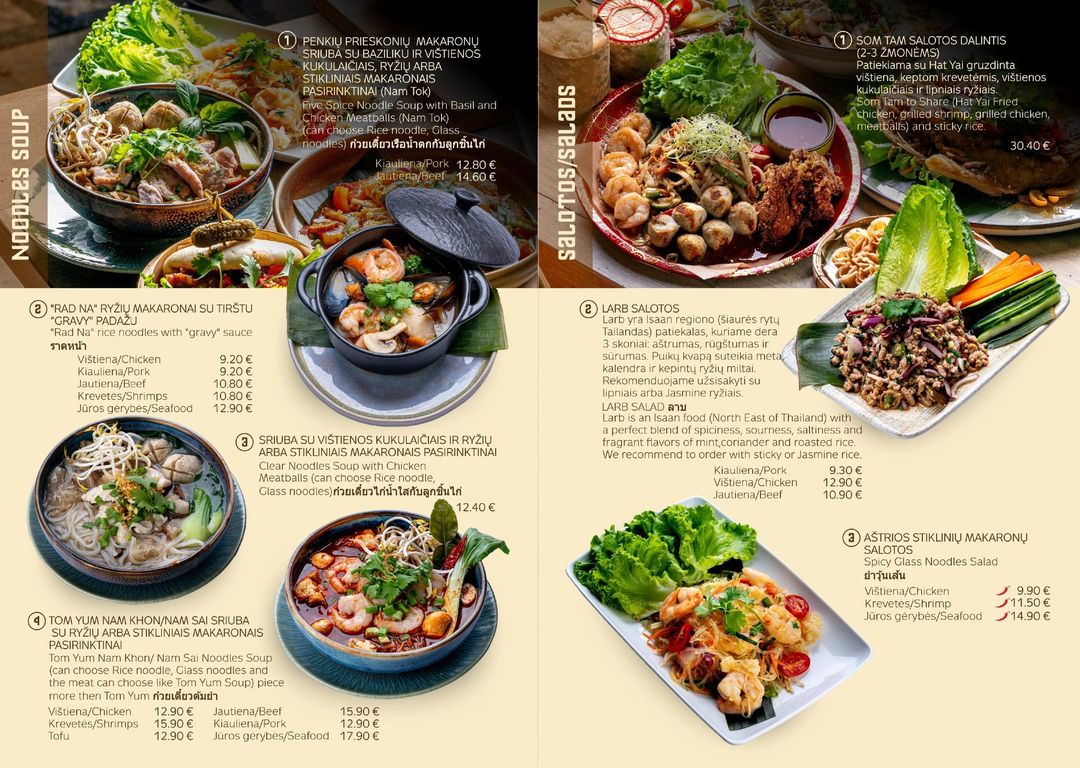 NOODLES SOUP
1 PENKIŲ PRIESKONIŲ MAKARONŲ
SRIUBA SU BAZILIKU IR VIŠTIENOS
KUKULAIČIAIS, RYŽIŲ ARBA
STIKLINIAIS MAKARONAIS
PASIRINKTINAI (Nam Tok)
Five Spice Noodle Soup with Basil and
Chicken Meatballs (Nam Tok)
(can choose Rice noodle, Glass
noodles) ก๋วยเตี๋ยวเรือน้ำตกกับลูกชิ้นไก่
Kiauliena/Pork 12.80 €
Jautiena/Beef 14.60 €
2 "RAD NA" RYŽIŲ MAKARONAI SU TIRŠTU
"GRAVY" PADAŽU
"Rad Na" rice noodles with "gravy" sauce
ราดหน้า
Vištiena/Chicken 9.20 €
Kiauliena/Pork 9.20 €
Jautiena/Beef 10.80 €
Krevetės/Shrimps 10.80 €
Jūros gėrybės/Seafood 12.90 €
3 SRIUBA SU VIŠTIENOS KUKULAIČIAIS IR RYŽIŲ
ARBA STIKLINIAIS MAKARONAIS PASIRINKTINAI
Clear Noodles Soup with Chicken
Meatballs (can choose Rice noodle,
Glass noodles)ก๋วยเตี๋ยวไก่น้ำใสกับลูกชิ้นไก่
12.40 €
4 TOM YUM NAM KHON/NAM SAI SRIUBA
SU RYŽIŲ ARBA STIKLINIAIS MAKARONAIS
PASIRINKTINAI
Tom Yum Nam Khon/ Nam Sai Noodles Soup
(can choose Rice noodle, Glass noodles and
the meat can choose like Tom Yum Soup) piece
more then Tom Yum ก๋วยเตี๋ยวต้มยำ
Vištiena/Chicken 12.90 € Jautiena/Beef 15.90 €
Krevetės/Shrimps 15.90 € Kiauliena/Pork 12.90 €
Tofu 12.90 € Jūros gėrybės/Seafood 17.90 €
SALOTOS/SALADS
1 SOM TAM SALOTOS DALINTIS
(2-3 ŽMONĖMS)
Patiekiama su Hat Yai gruzdinta
vištiena, keptom krevetėmis, vištienos
kukulaičiais ir lipniais ryžiais.
Som Tam to Share (Hat Yai Fried
chicken, grilled shrimp, grilled chicken,
meatballs) and sticky rice.
30.40 €
2 LARB SALOTOS
Larb yra Isaan regiono (šiaurės rytų
Tailandas) patiekalas, kuriame dera
3 skoniai: aštrumas, rūgštumas ir
sūrumas. Puikų kvapą suteikia meta,
kalendra ir kepintų ryžių miltai.
Rekomenduojame užsisakyti su
lipniais arba Jasmine ryžiais.
LARB SALAD ลาบ
Larb is an Isaan food (North East of Thailand) with
a perfect blend of spiciness, sourness, saltiness and
fragrant flavors of mint,coriander and roasted rice.
We recommend to order with sticky or Jasmine rice.
Kiauliena/Pork 9.30 €
Vištiena/Chicken 12.90 €
Jautiena/Beef 10.90 €
3 AŠTRIOS STIKLINIŲ MAKARONŲ
SALOTOS
Spicy Glass Noodles Salad
ยำวุ้นเส้น
Vištiena/Chicken 9.90 €
Krevetės/Shrimp 11.50 €
Jūros gėrybės/Seafood 14.90 €